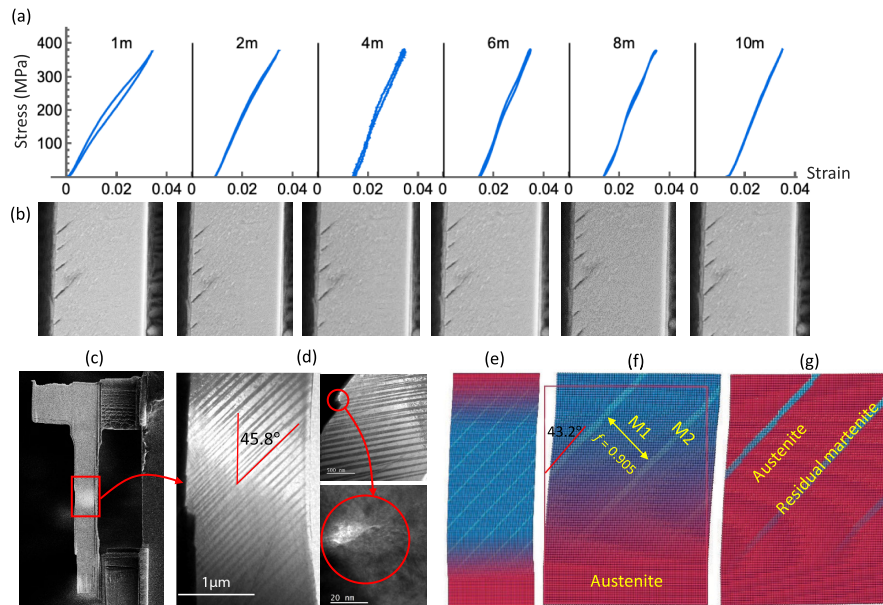 (a)
1m 2m 4m 6m 8m 10m
400
300
200
100
Stress (MPa)
0 0.02 0.04 0 0.02 0.04 0 0.02 0.04 0 0.02 0.04 0 0.02 0.04 0 0.02 0.04
Strain
(b)
(c) (d) (e) (f) (g)
45.8°
1μm
500 nm
20 nm
43.2°
M1
M2
f = 0.905
Austenite
Austenite
Residual martenite